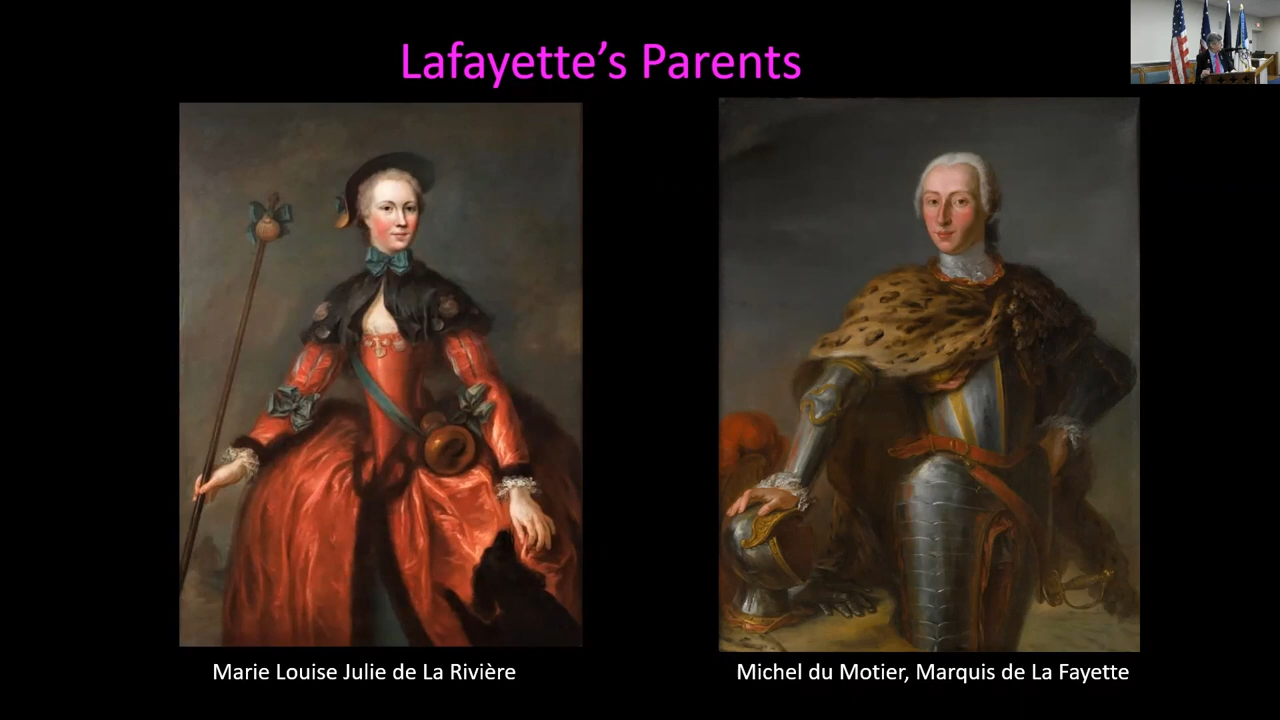 Lafayette’s Parents
Marie Louise Julie de La Rivière
Michel du Motier, Marquis de La Fayette